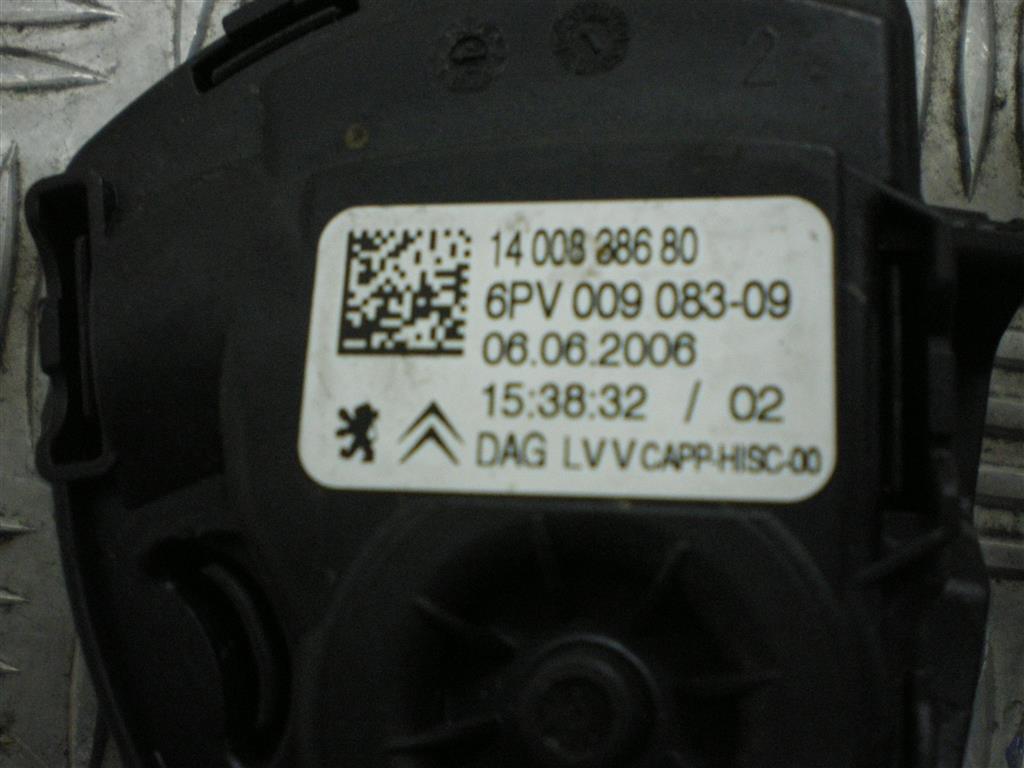 2
14 008 386 80
6PV 009 083-09
06.06.2006
15:38:32 / 02
DAG LVV CAPP-HISC-00